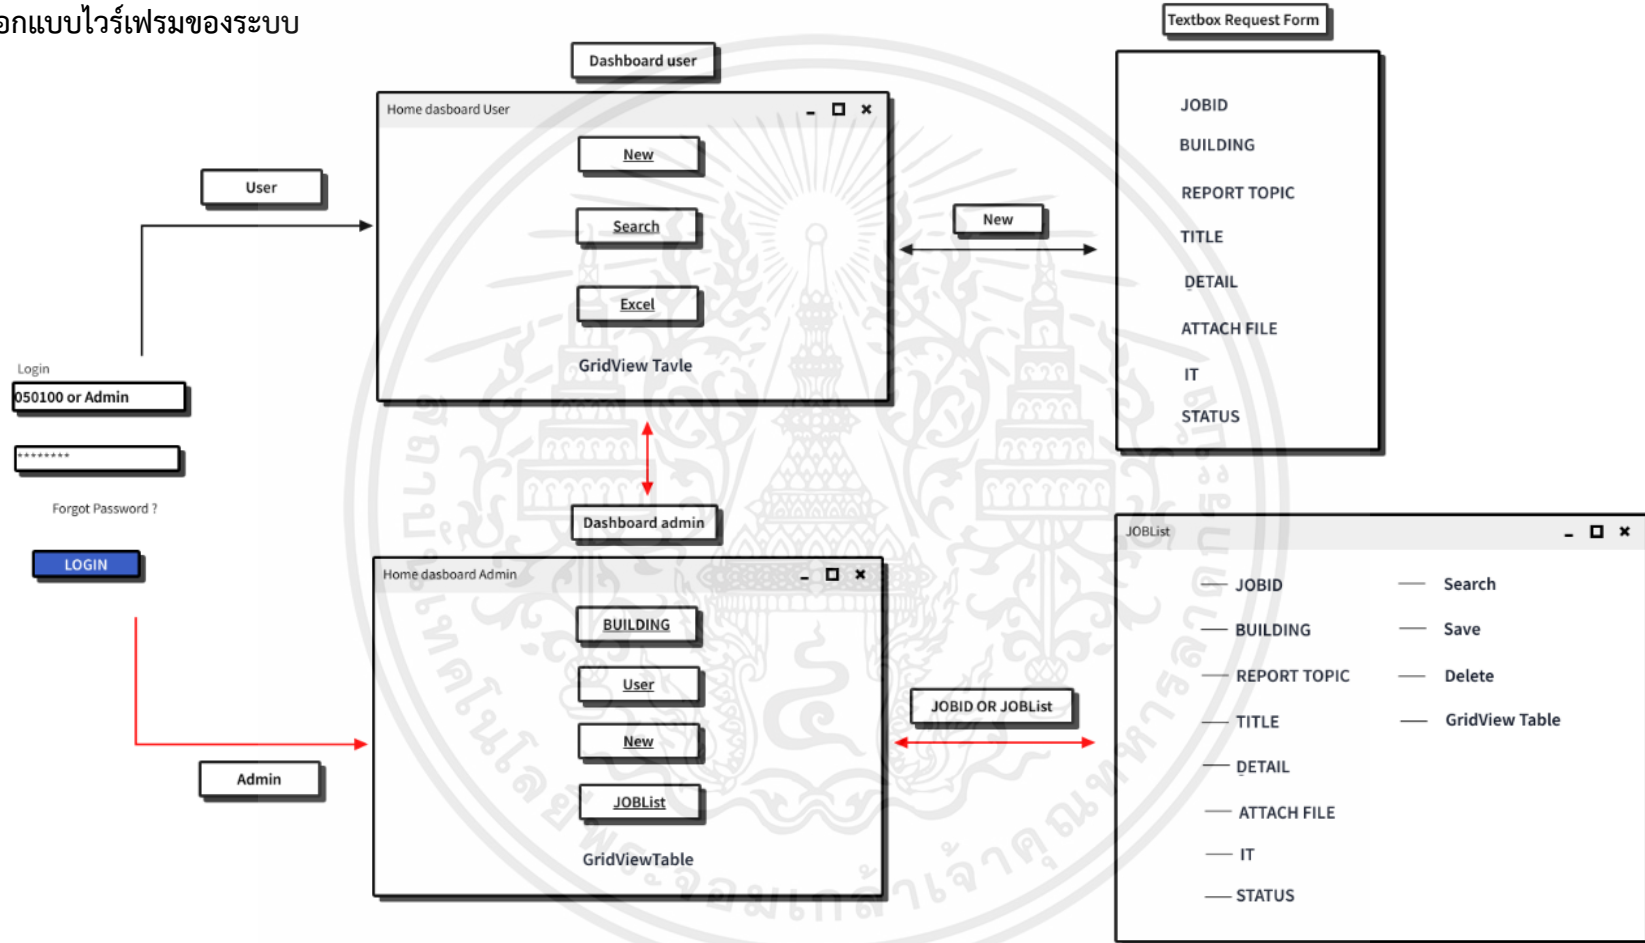 อกแบบไวร์เฟรมของระบบ
Textbox Request Form
Dashboard user
Home dasboard User
New
Search
Excel
GridView Tavle
User
New
JOBID
BUILDING
REPORT TOPIC
TITLE
DETAIL
ATTACH FILE
IT
STATUS
Login
050100 or Admin
********
Forgot Password ?
LOGIN
Dashboard admin
Home dasboard Admin
BUILDING
User
New
JOBList
GridViewTable
Admin
JOBID OR JOBList
JOBList
JOBID
BUILDING
REPORT TOPIC
TITLE
DETAIL
ATTACH FILE
IT
STATUS
Search
Save
Delete
GridView Table